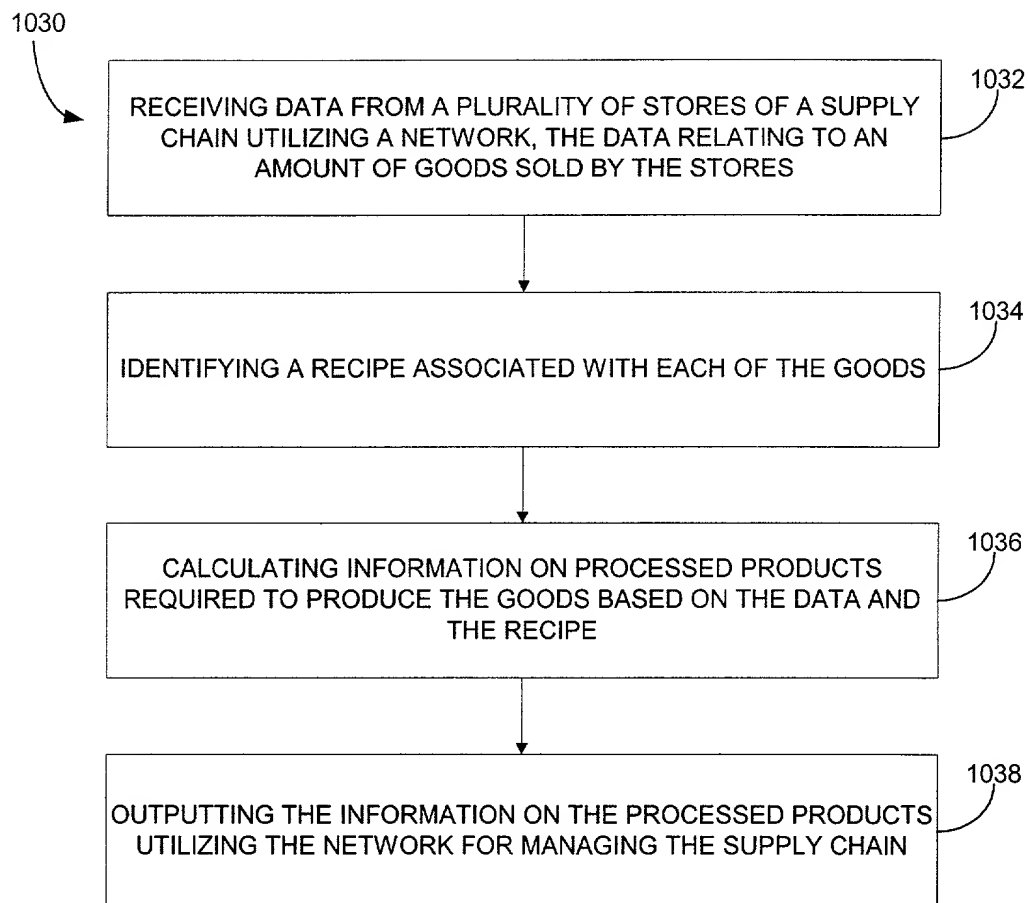 1030
1032
RECEIVING DATA FROM A PLURALITY OF STORES OF A SUPPLY
CHAIN UTILIZING A NETWORK, THE DATA RELATING TO AN
AMOUNT OF GOODS SOLD BY THE STORES
1034
IDENTIFYING A RECIPE ASSOCIATED WITH EACH OF THE GOODS
1036
CALCULATING INFORMATION ON PROCESSED PRODUCTS
REQUIRED TO PRODUCE THE GOODS BASED ON THE DATA AND
THE RECIPE
1038
OUTPUTTING THE INFORMATION ON THE PROCESSED PRODUCTS
UTILIZING THE NETWORK FOR MANAGING THE SUPPLY CHAIN